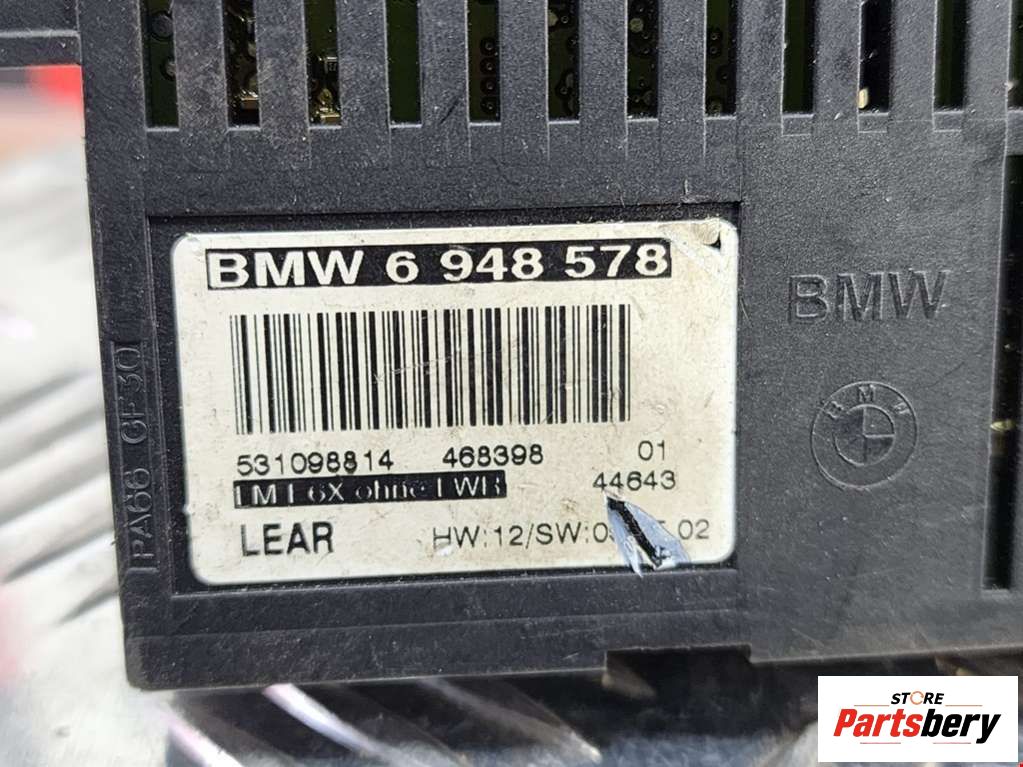 BMW 6 948 578
531098814 468398 01
44643
LM L 6X ohne LWR
LEAR
HW:12/SW: 02
PA66 GF30
BMW
BMW
STORE
Partsbery